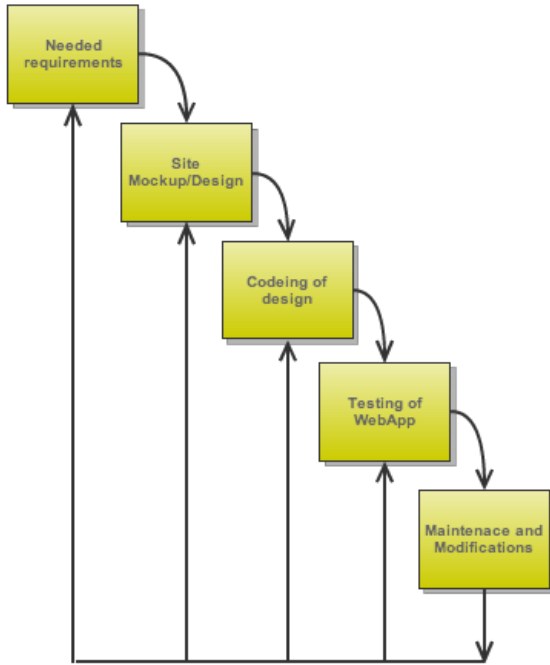 Needed
requirements
Site
Mockup/Design
Codeing of
design
Testing of
WebApp
Maintenace and
Modifications